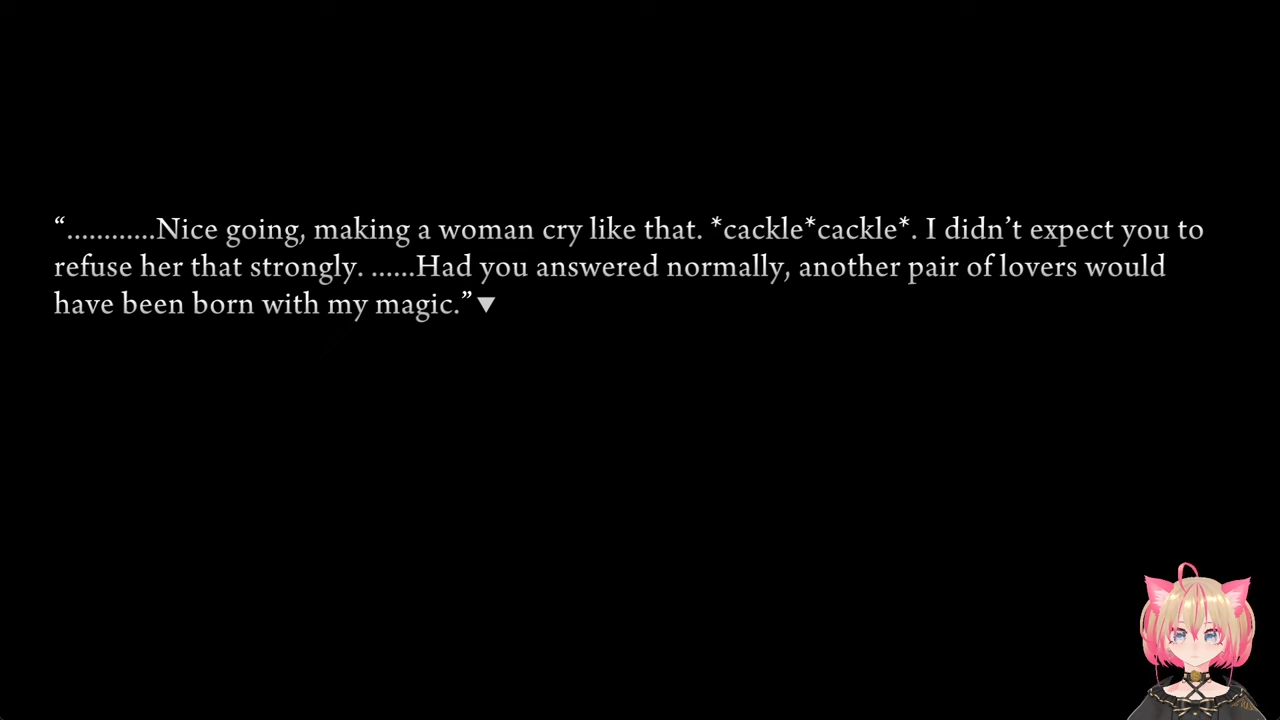 “............Nice going, making a woman cry like that. *cackle*cackle*. I didn’t expect you to
refuse her that strongly. ......Had you answered normally, another pair of lovers would
have been born with my magic.”